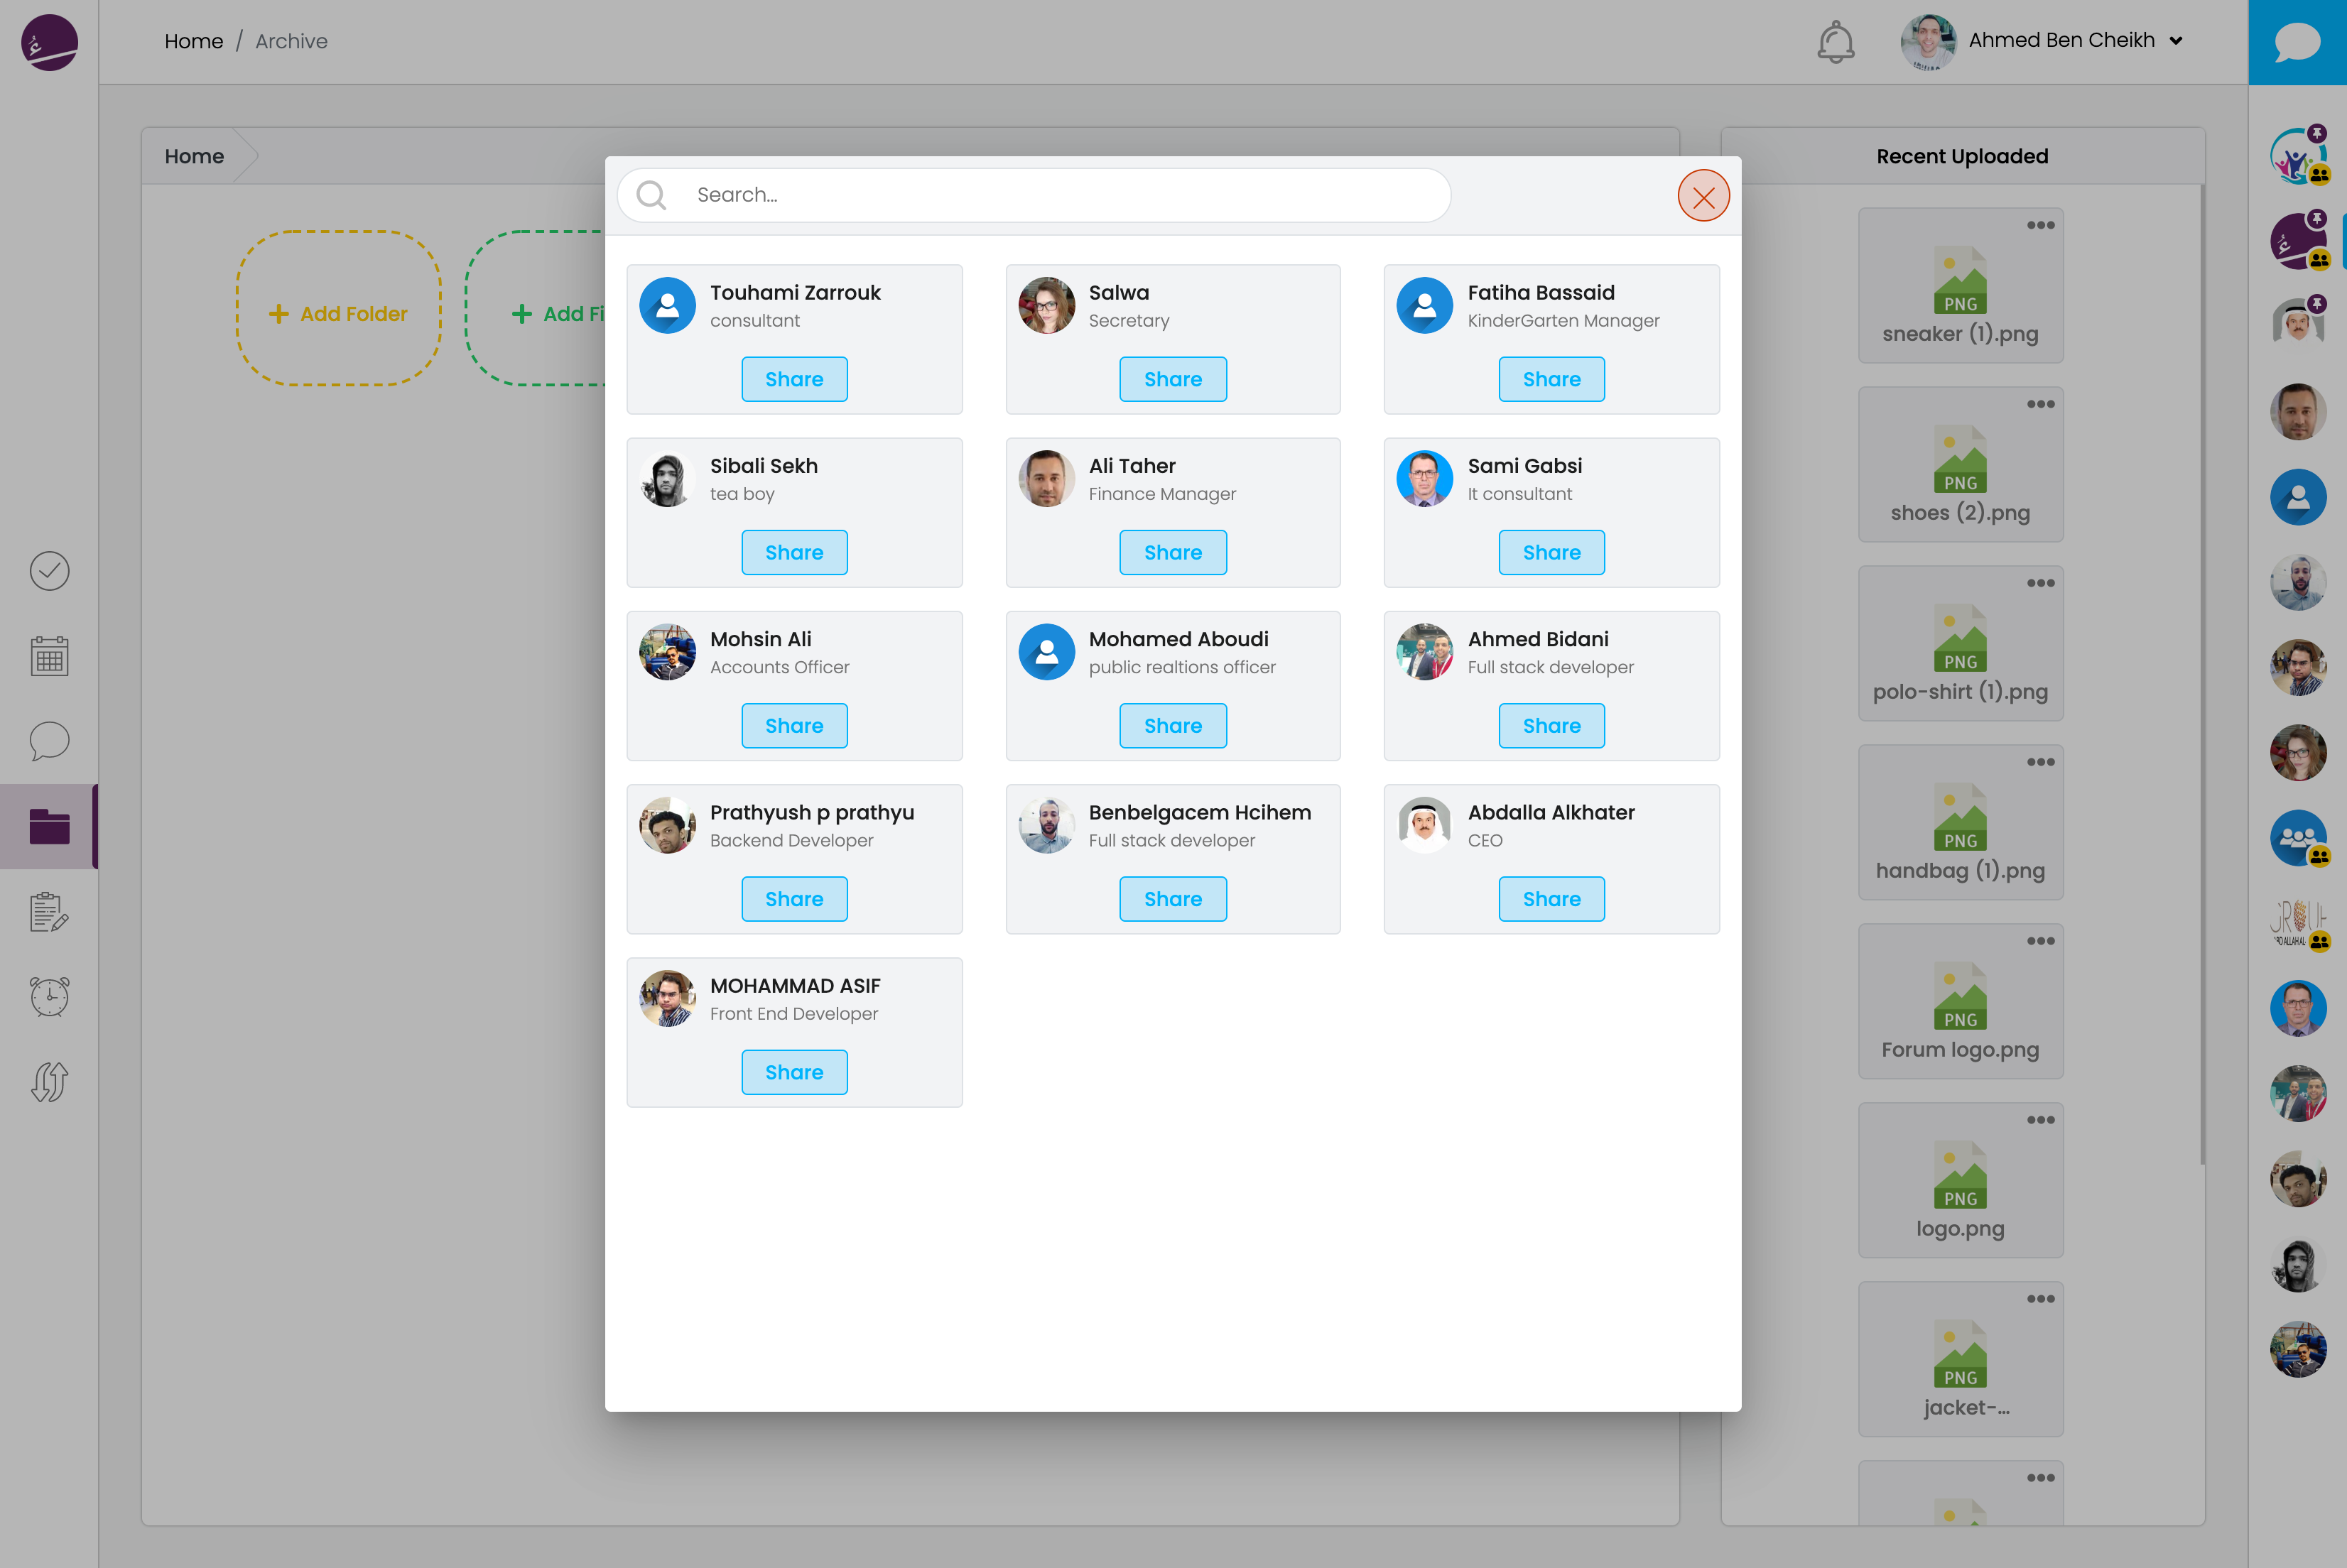 Home / Archive
Ahmed Ben Cheikh
Home
Add Folder
Add Fi
Search...
Touhami Zarrouk
consultant
Share
Salwa
Secretary
Share
Fatiha Bassaid
KinderGarten Manager
Share
Sibali Sekh
tea boy
Share
Ali Taher
Finance Manager
Share
Sami Gabsi
It consultant
Share
Mohsin Ali
Accounts Officer
Share
Mohamed Aboudi
public realtions officer
Share
Ahmed Bidani
Full stack developer
Share
Prathyush p prathyu
Backend Developer
Share
Benbelgacem Hcihem
Full stack developer
Share
Abdalla Alkhater
CEO
Share
MOHAMMAD ASIF
Front End Developer
Share
Recent Uploaded
PNG
sneaker (1).png
PNG
shoes (2).png
PNG
polo-shirt (1).png
PNG
handbag (1).png
PNG
Forum logo.png
PNG
logo.png
PNG
jacket-...